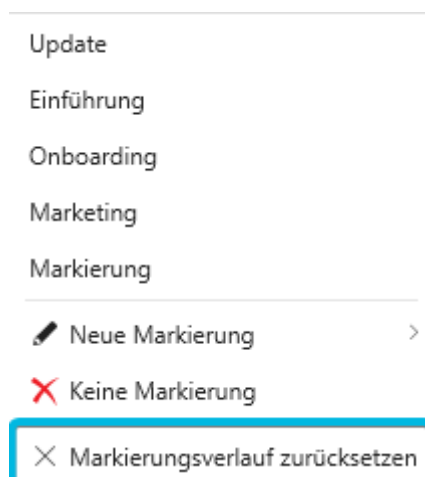 Update
Einführung
Onboarding
Marketing
Markierung
Neue Markierung
Keine Markierung
Markierungsverlauf zurücksetzen